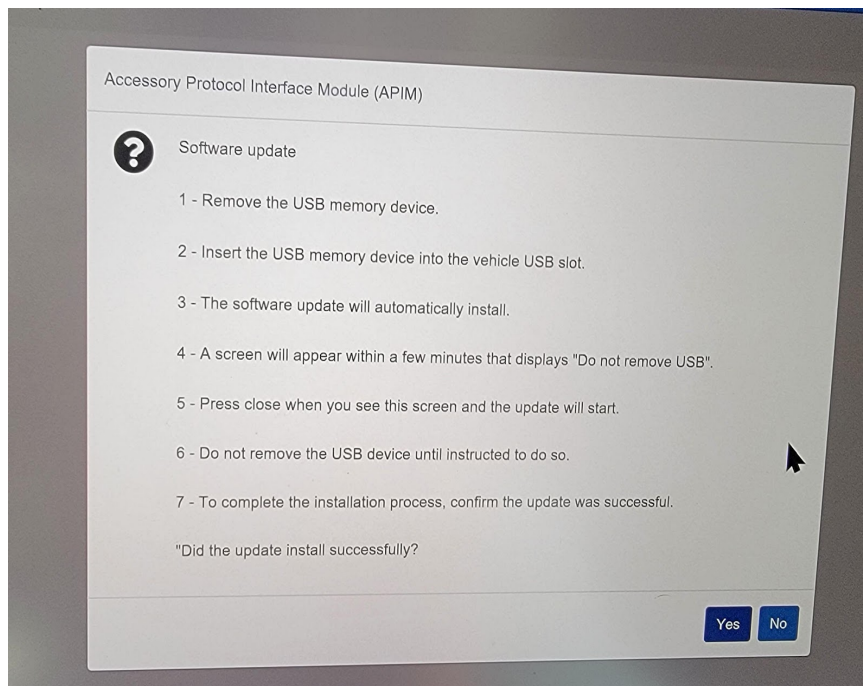 Accessory Protocol Interface Module (APIM)
?
Software update
1 - Remove the USB memory device.
2 - Insert the USB memory device into the vehicle USB slot.
3 - The software update will automatically install.
4 - A screen will appear within a few minutes that displays "Do not remove USB".
5 - Press close when you see this screen and the update will start.
6 - Do not remove the USB device until instructed to do so.
7 - To complete the installation process, confirm the update was successful.
"Did the update install successfully?
Yes No